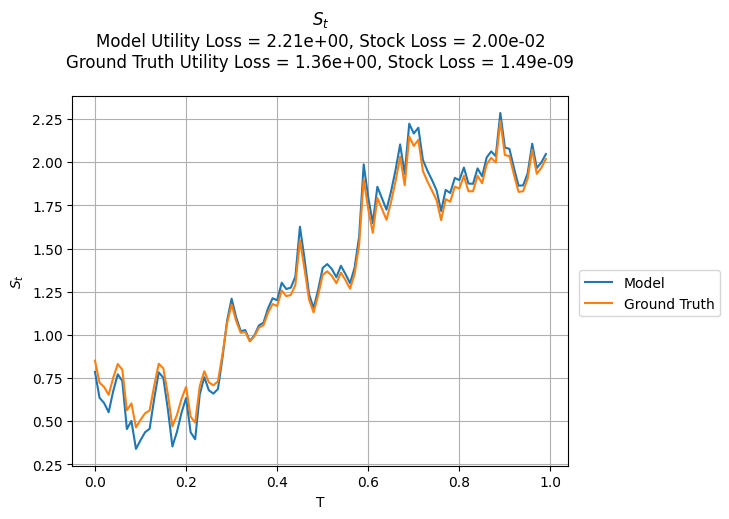 S_t
Model Utility Loss = 2.21e+00, Stock Loss = 2.00e-02
Ground Truth Utility Loss = 1.36e+00, Stock Loss = 1.49e-09
2.25
2.00
1.75
1.50
1.25
1.00
0.75
0.50
0.25
S_t
0.0 0.2 0.4 0.6 0.8 1.0
T
Model
Ground Truth